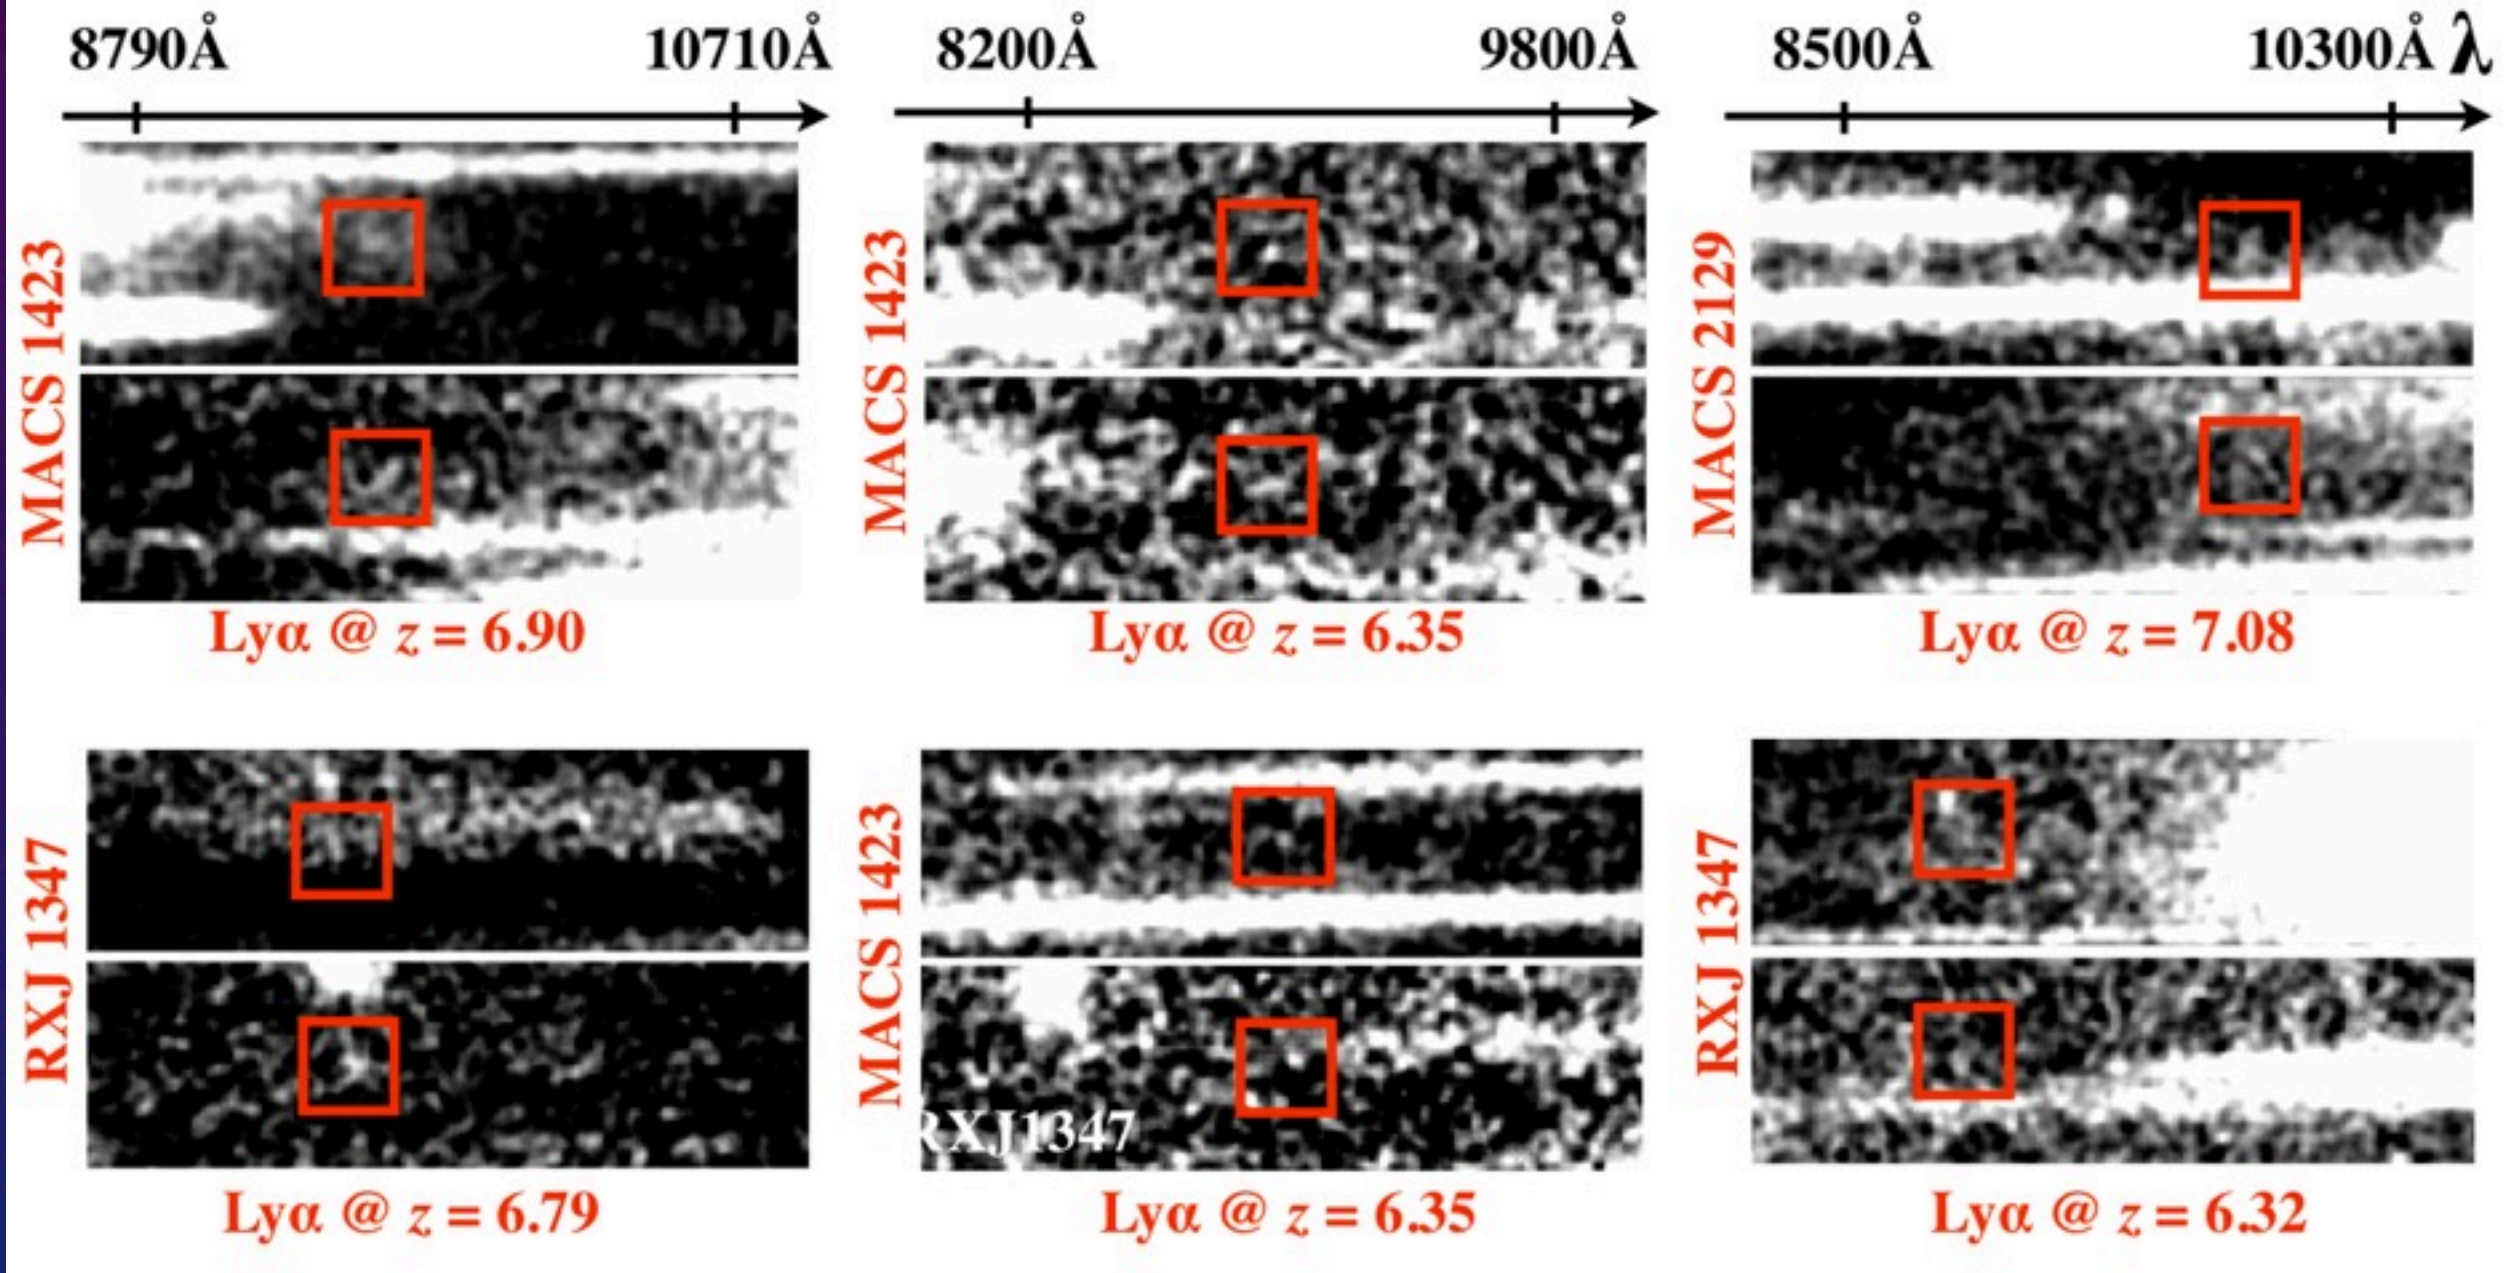 8790Å 10710Å 8200Å 9800Å 8500Å 10300Å λ
MACS 1423
MACS 1423
MACS 2129
Lyα @ z = 6.90
Lyα @ z = 6.35
Lyα @ z = 7.08
RXJ 1347
MACS 1423
RXJ 1347
RXJ1347
Lyα @ z = 6.79
Lyα @ z = 6.35
Lyα @ z = 6.32